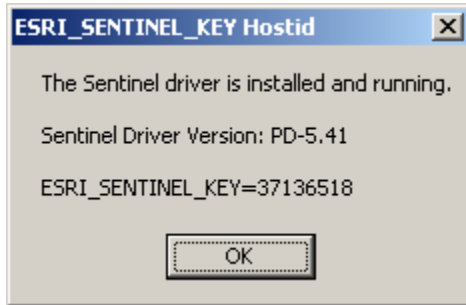 ESRI_SENTINEL_KEY Hostid
The Sentinel driver is installed and running.
Sentinel Driver Version: PD-5.41
ESRI_SENTINEL_KEY=37136518
OK